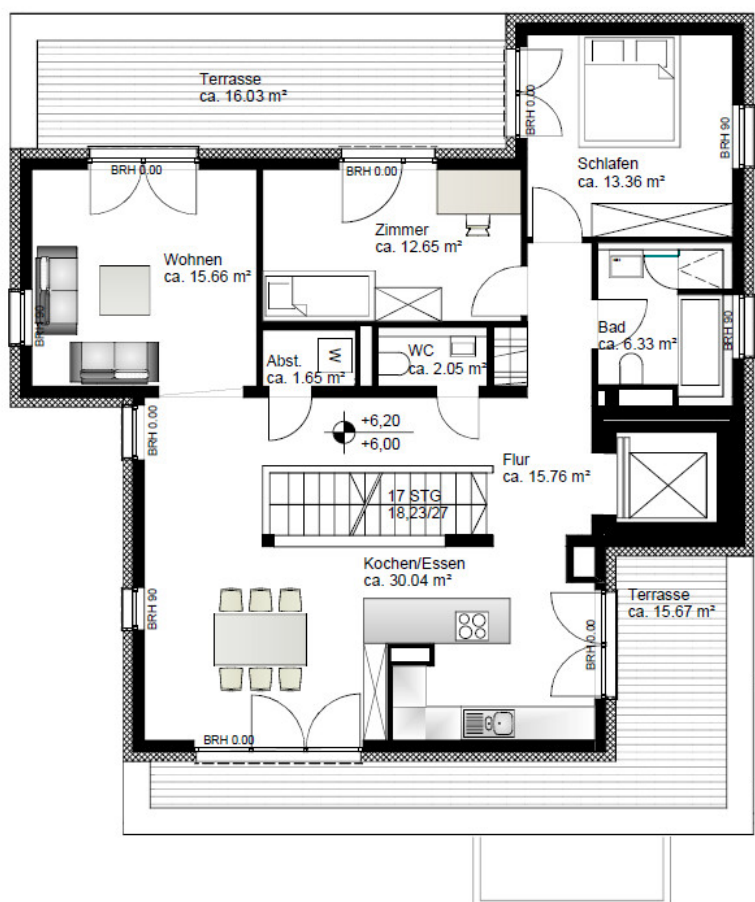 Terrasse
ca. 16.03 m²
BRH 0.00
BRH 90
Schlafen
ca. 13.36 m²
BRH 0.00
BRH 0.00
Zimmer
ca. 12.65 m²
Wohnen
ca. 15.66 m²
BRH 90
Bad
ca. 6.33 m²
BRH 90
Abst.
ca. 1.65 m²
W
WC
ca. 2.05 m²
BRH 0.00
+6,20
+6,00
Flur
ca. 15.76 m²
17 STG
18,23/27
Kochen/Essen
ca. 30.04 m²
BRH 90
Terrasse
ca. 15.67 m²
BRH 0.00
BRH 0.00